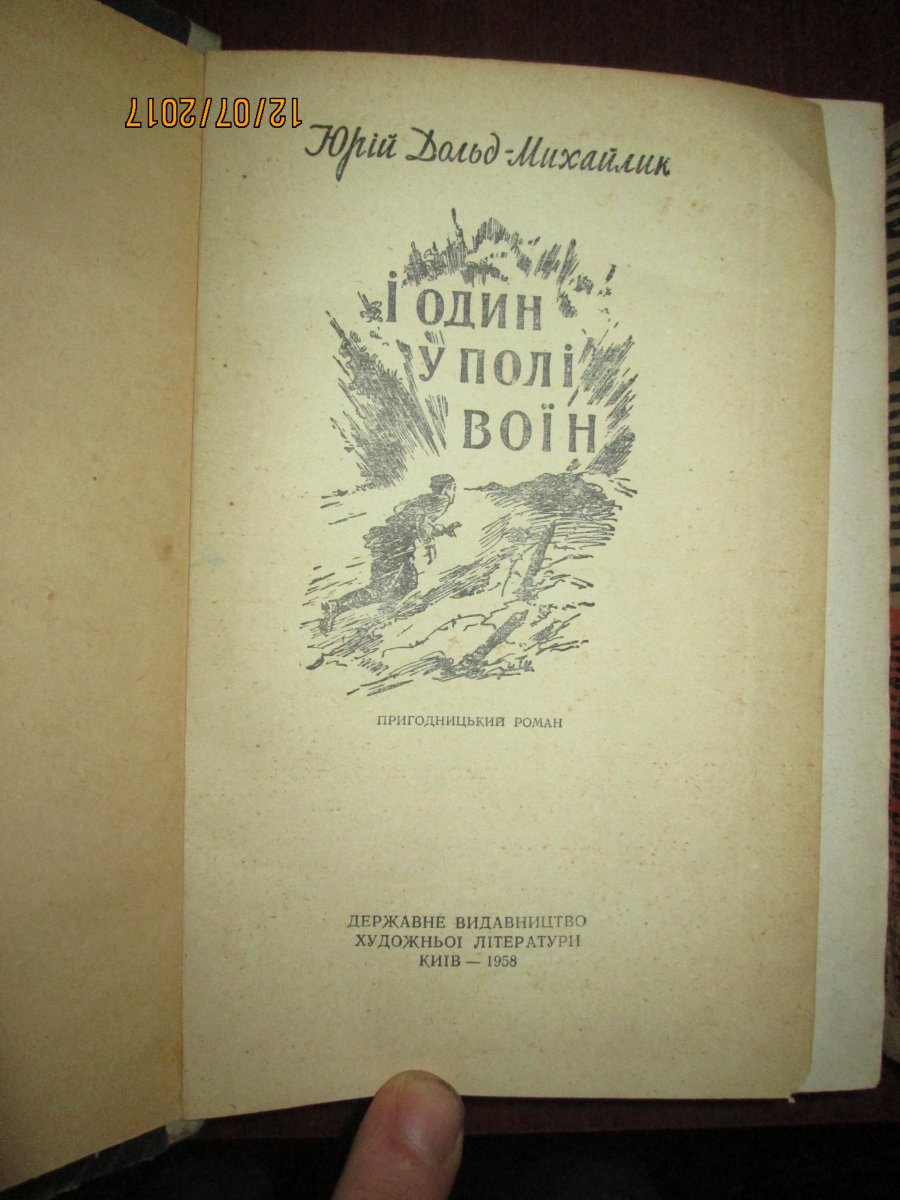 12/07/2017
Юрій Дольд-Михайлик
І ОДИН
У ПОЛІ
ВОЇН
ПРИГОДНИЦЬКИЙ РОМАН
ДЕРЖАВНЕ ВИДАВНИЦТВО
ХУДОЖНЬОЇ ЛІТЕРАТУРИ
КИЇВ — 1958